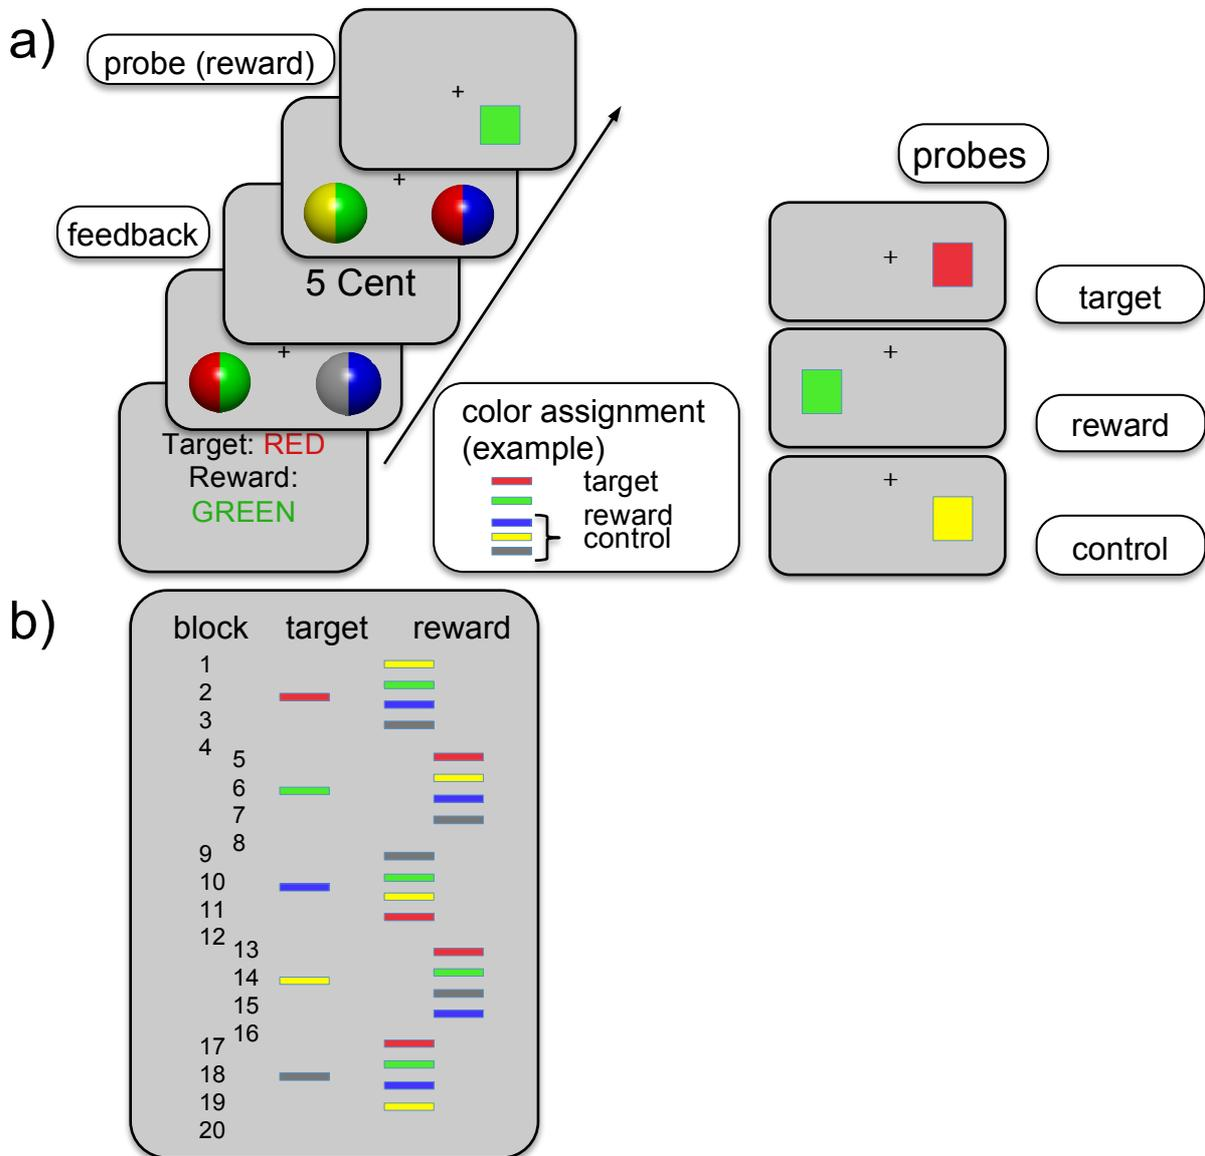 a)
probe (reward)
+
+
feedback
5 Cent
+
Target: RED
Reward:
GREEN
color assignment
(example)
target
reward
control
probes
+
target
+
reward
+
control
b)
block target reward
1
2
3
4
5
6
7
8
9
10
11
12
13
14
15
16
17
18
19
20